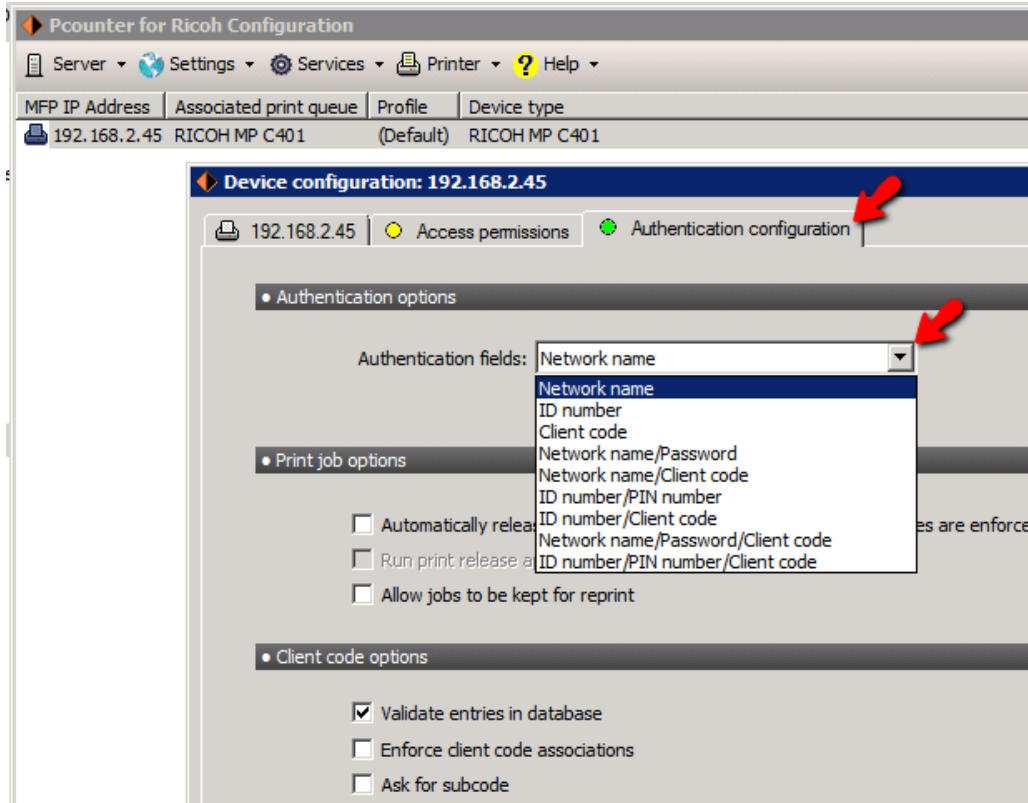 Pcounter for Ricoh Configuration
Server Settings Services Printer ? Help
MFP IP Address Associated print queue Profile Device type
192.168.2.45 RICOH MP C401 (Default) RICOH MP C401
Device configuration: 192.168.2.45
192.168.2.45 Access permissions Authentication configuration
• Authentication options
Authentication fields: Network name
Network name
ID number
Client code
Network name/Password
• Print job options
Network name/Client code
ID number/PIN number
Automatically relea
ID number/Client code
es are enforce
Network name/Password/Client code
Run print release a
ID number/PIN number/Client code
Allow jobs to be kept for reprint
• Client code options
Validate entries in database
Enforce client code associations
Ask for subcode